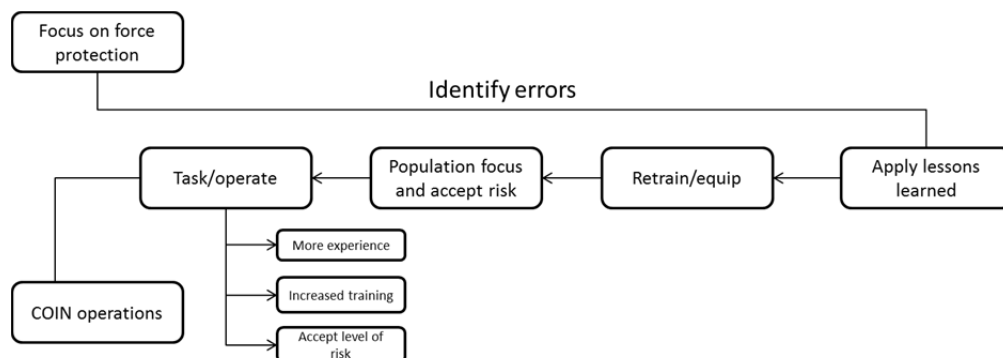 Focus on force
protection
Identify errors
Task/operate
Population focus
and accept risk
Retrain/equip
Apply lessons
learned
More experience
Increased training
Accept level of
risk
COIN operations